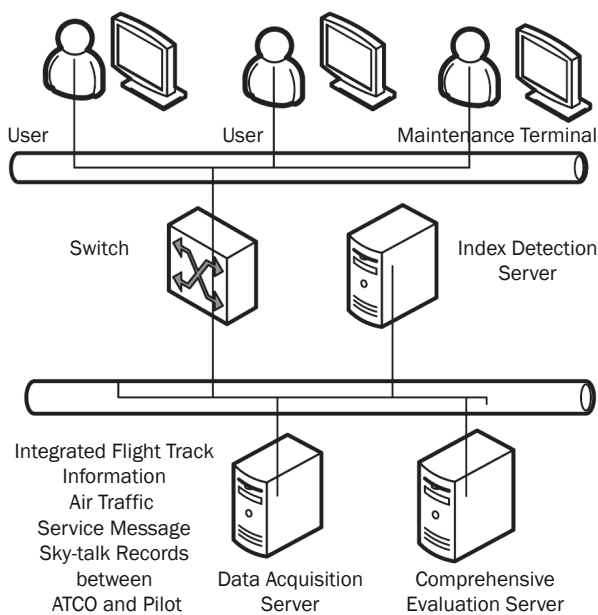 User
User
Maintenance Terminal
Switch
Index Detection
Server
Integrated Flight Track
Information
Air Traffic
Service Message
Sky-talk Records
between
ATCO and Pilot
Data Acquisition
Server
Comprehensive
Evaluation Server